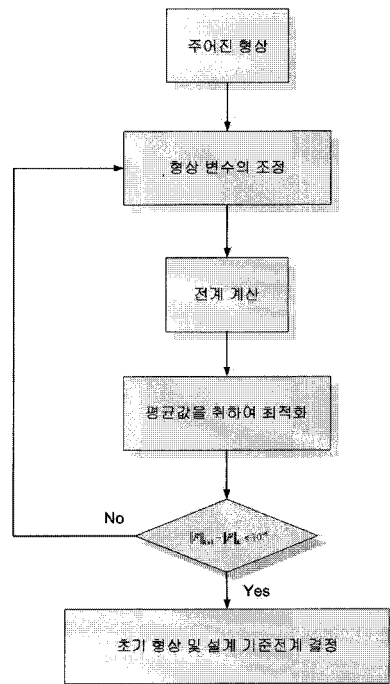 주어진 형상
형상 변수의 조정
전계 계산
평균값을 취하여 최적화
No
Yes
초기 형상 및 설계 기준전계 결정